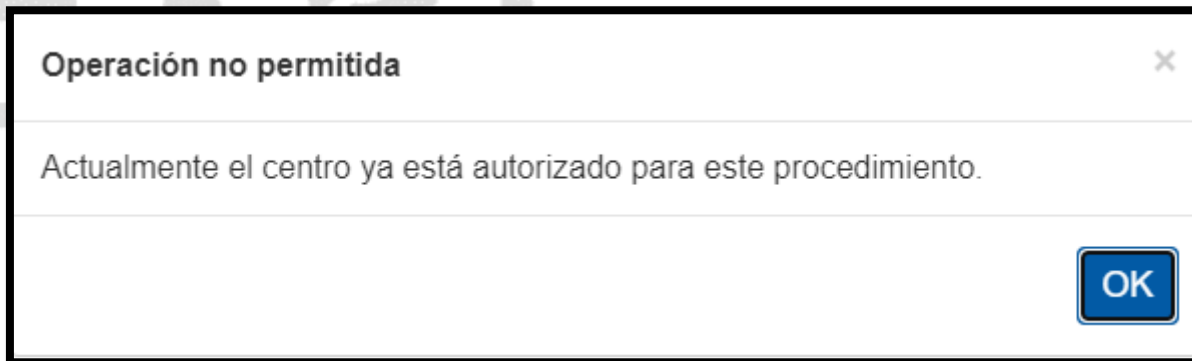 Operación no permitida ×
Actualmente el centro ya está autorizado para este procedimiento.
OK